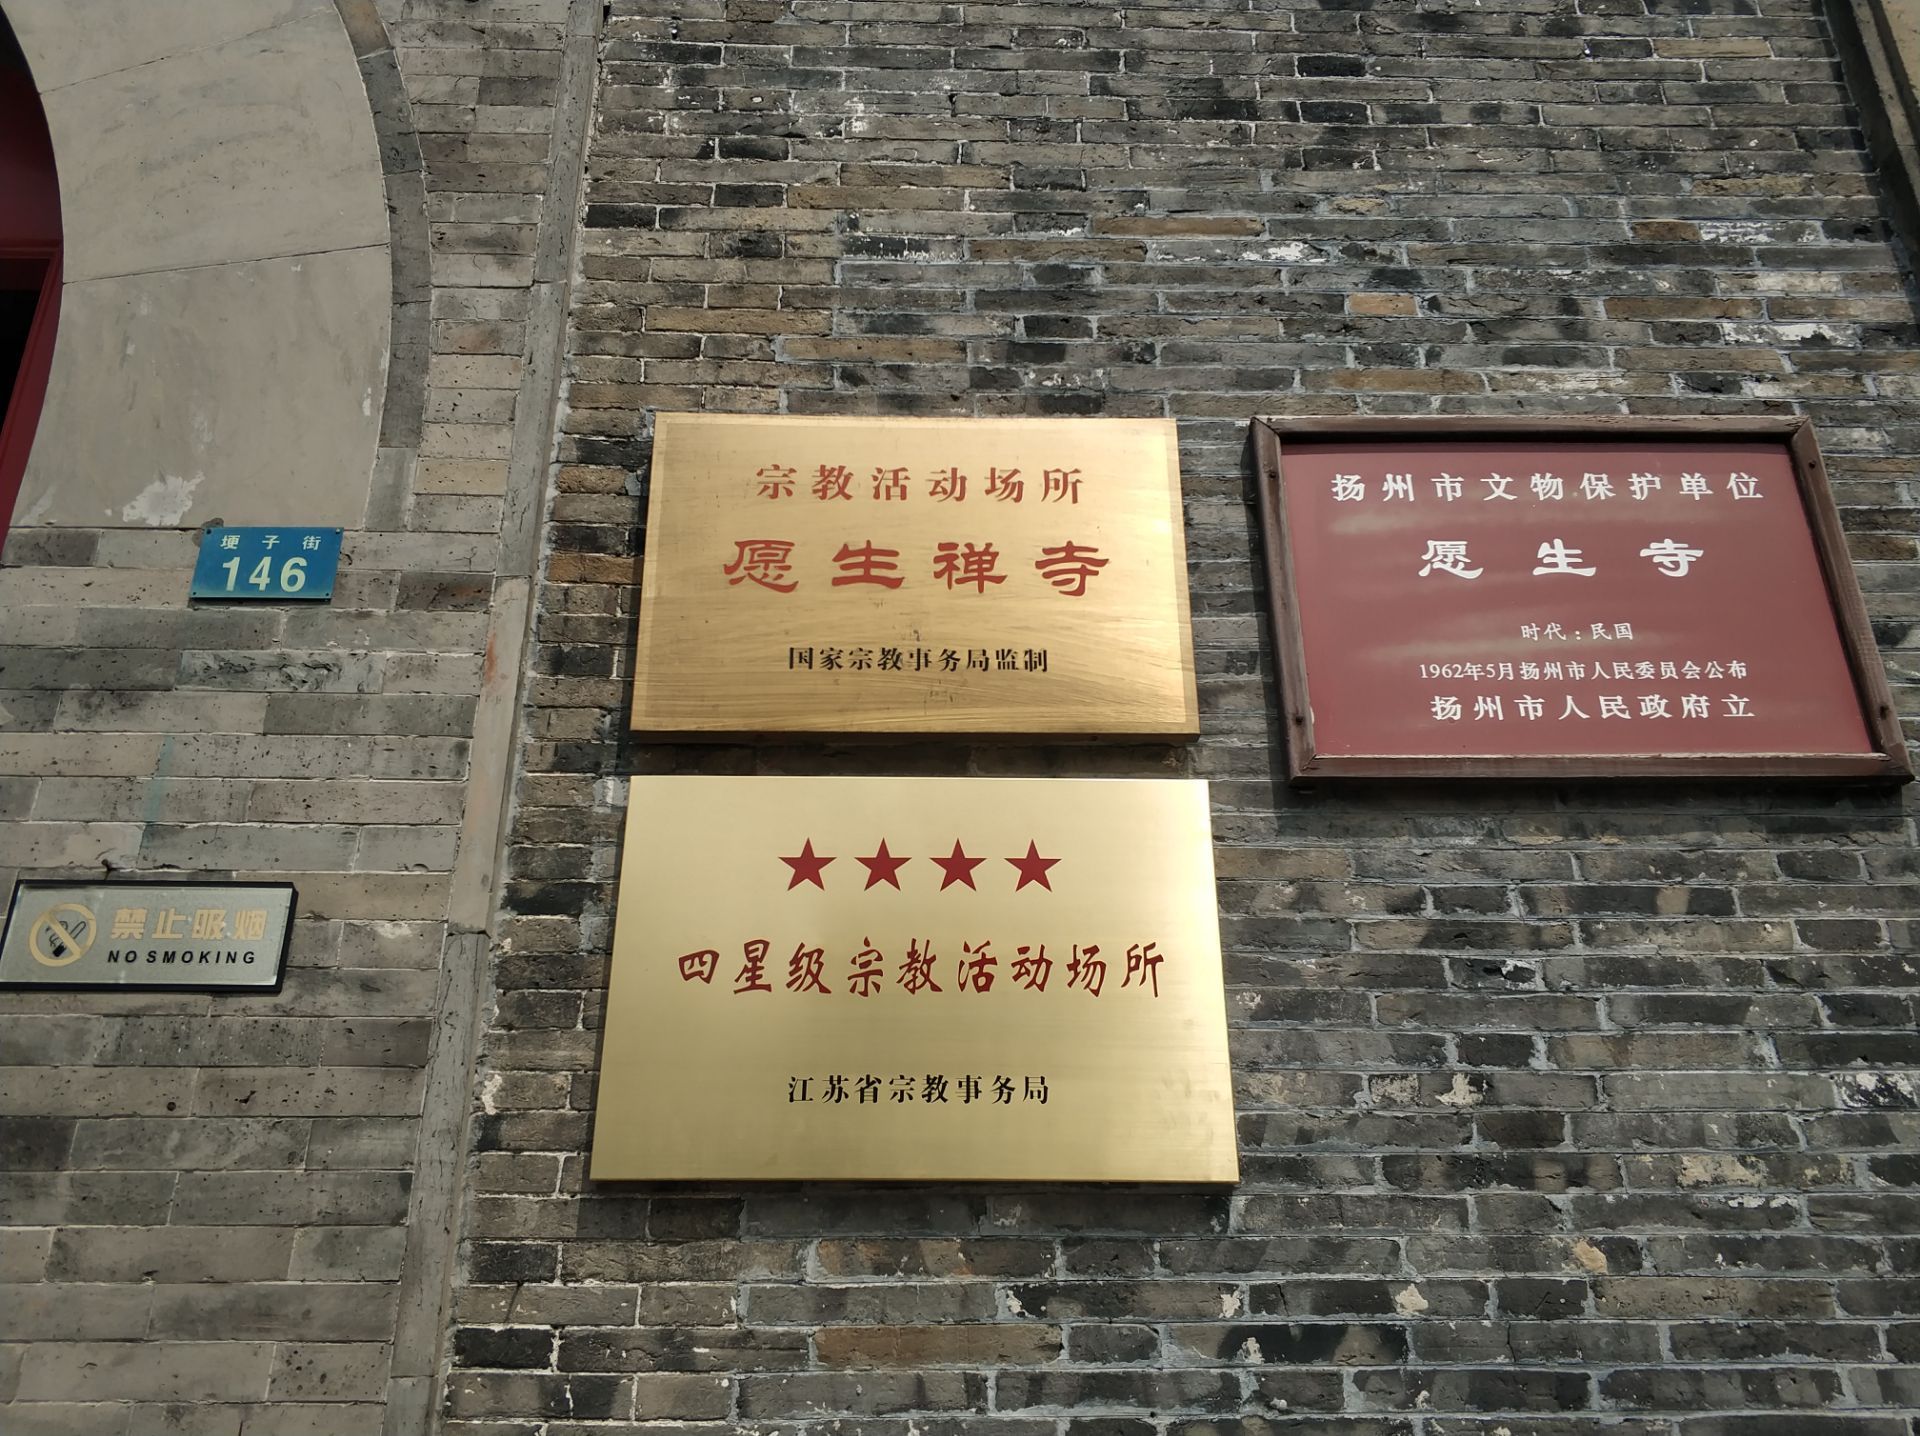 埂子街
146
禁止吸烟
NO SMOKING
宗教活动场所
愿生禅寺
国家宗教事务局监制
四星级宗教活动场所
江苏省宗教事务局
扬州市文物保护单位
愿生寺
时代：民国
1962年5月扬州市人民委员会公布
扬州市人民政府立